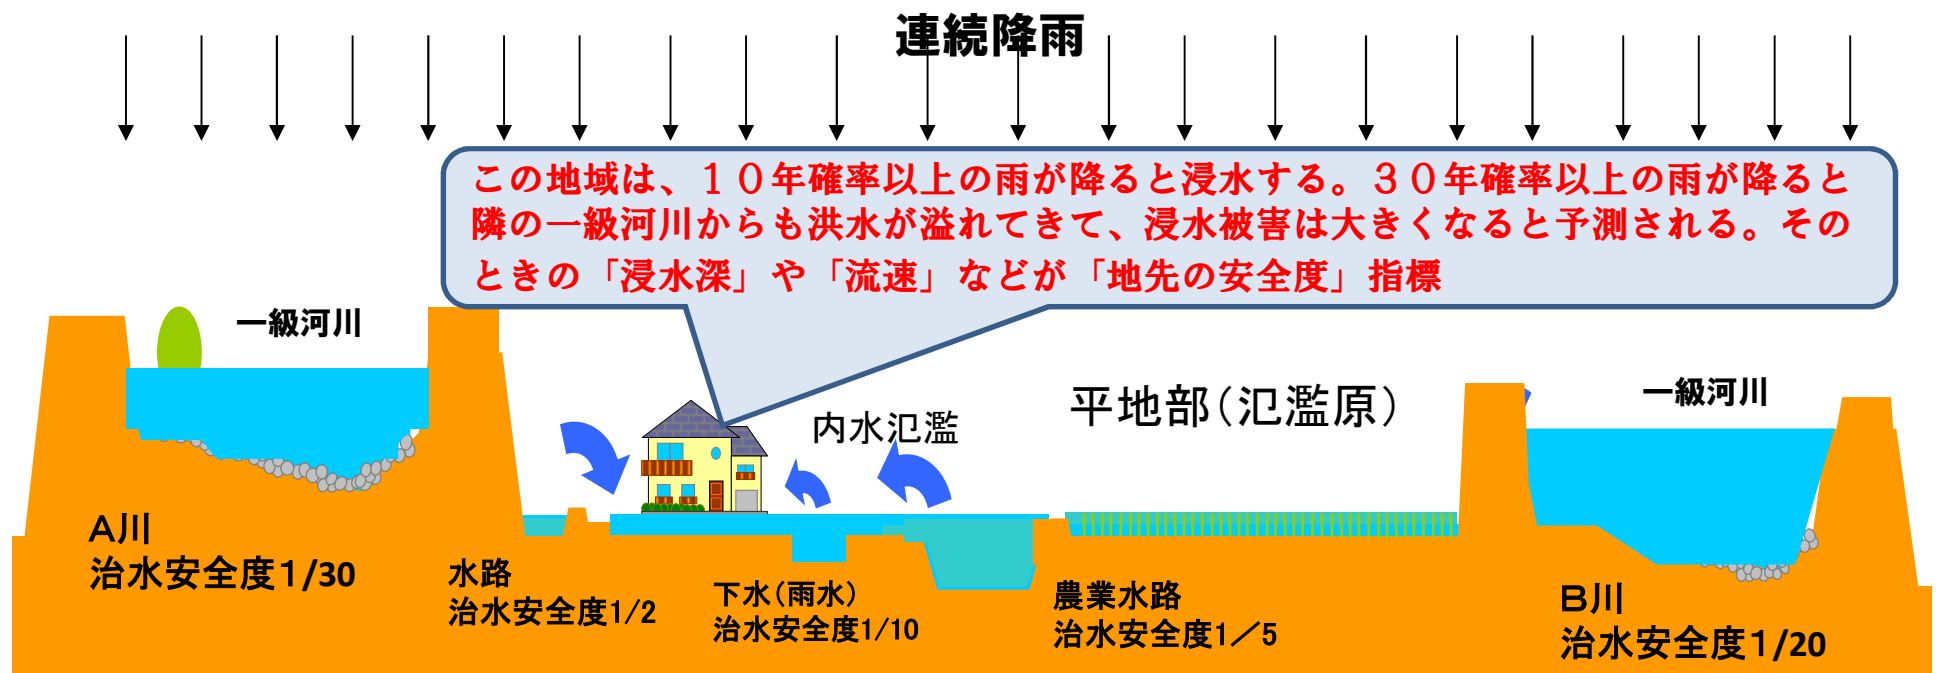 連続降雨
この地域は、１０年確率以上の雨が降ると浸水する。３０年確率以上の雨が降ると
隣の一級河川からも洪水が溢れてきて、浸水被害は大きくなると予測される。その
ときの「浸水深」や「流速」などが「地先の安全度」指標
一級河川
内水氾濫
平地部(氾濫原)
一級河川
A川
治水安全度1/30
水路
治水安全度1/2
下水(雨水)
治水安全度1/10
農業水路
治水安全度1／5
B川
治水安全度1/20